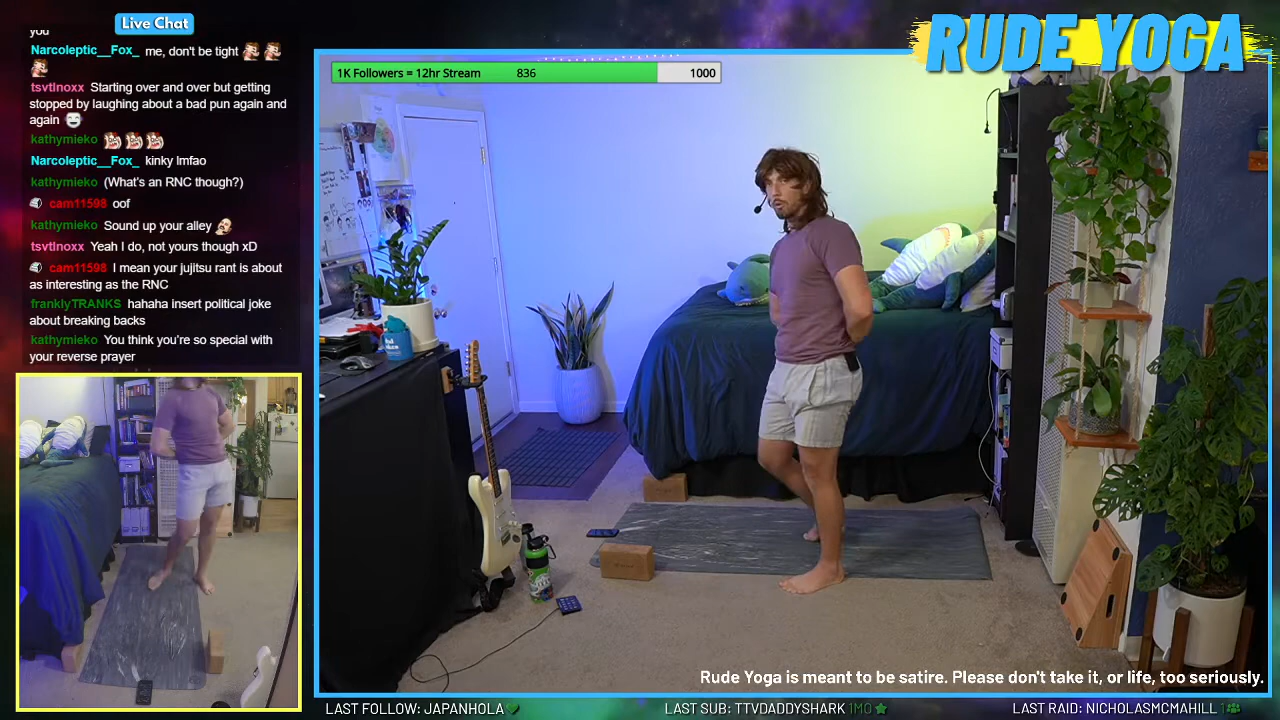 Live Chat
RUDE YOGA
you
Narcoleptic__Fox_ me, don't be tight
tsvtlnoxx Starting over and over but getting
stopped by laughing about a bad pun again and
again
kathymieko
Narcoleptic__Fox_ kinky lmfao
kathymieko (What's an RNC though?)
cam11598 oof
kathymieko Sound up your alley
tsvtlnoxx Yeah I do, not yours though xD
cam11598 I mean your jujitsu rant is about
as interesting as the RNC
franklyTRANKS hahaha insert political joke
about breaking backs
kathymieko You think you're so special with
your reverse prayer
1K Followers = 12hr Stream 836 1000
Rude Yoga is meant to be satire. Please don't take it, or life, too seriously.
LAST FOLLOW: JAPANHOLA LAST SUB: TTVDADDYSHARK 1MO LAST RAID: NICHOLASMCMAHILL 1